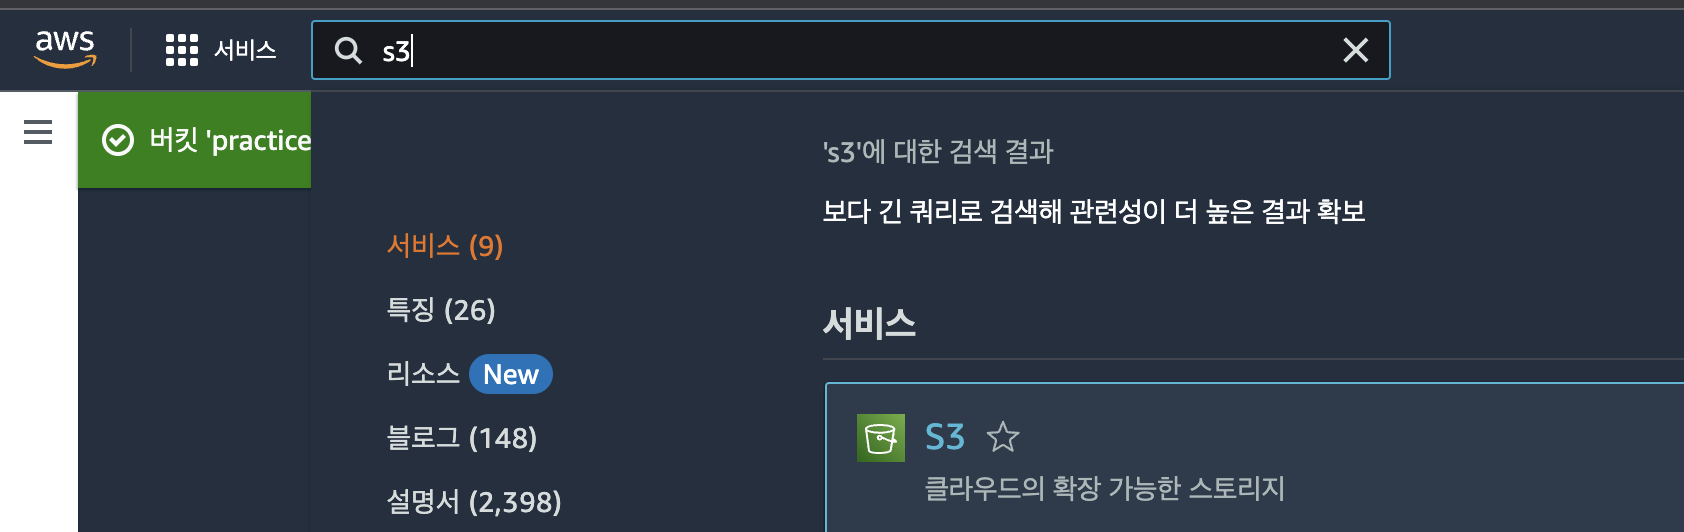 aws
서비스
s3
버킷 'practice
's3'에 대한 검색 결과
보다 긴 쿼리로 검색해 관련성이 더 높은 결과 확보
서비스 (9)
특징 (26)
리소스 New
블로그 (148)
설명서 (2,398)
서비스
S3
클라우드의 확장 가능한 스토리지